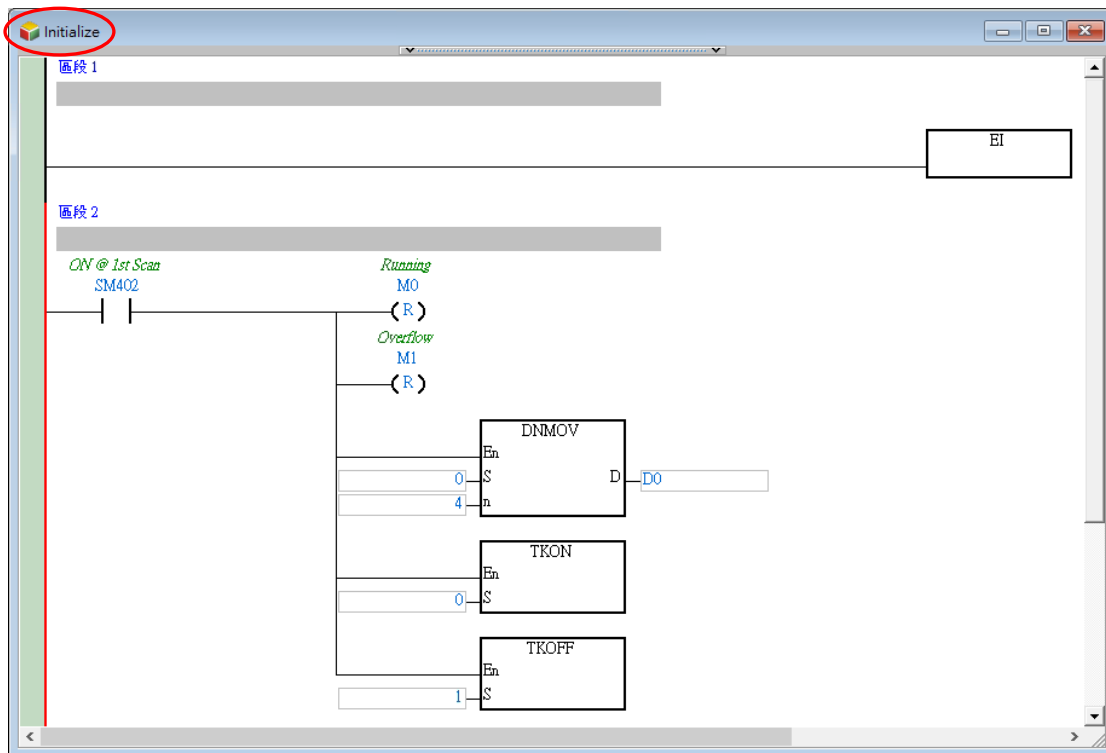 Initialize
區段 1
EI
區段 2
ON @ 1st Scan
SM402
Running
M0
R
Overflow
M1
R
DNMOV
En
0 S D D0
4 n
TKON
En
0 S
TKOFF
En
1 S